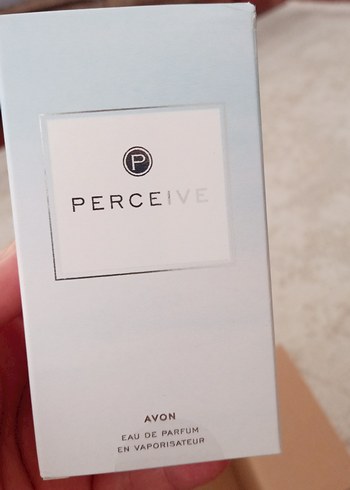 P
PERCEIVE
AVON
EAU DE PARFUM
EN VAPORISATEUR